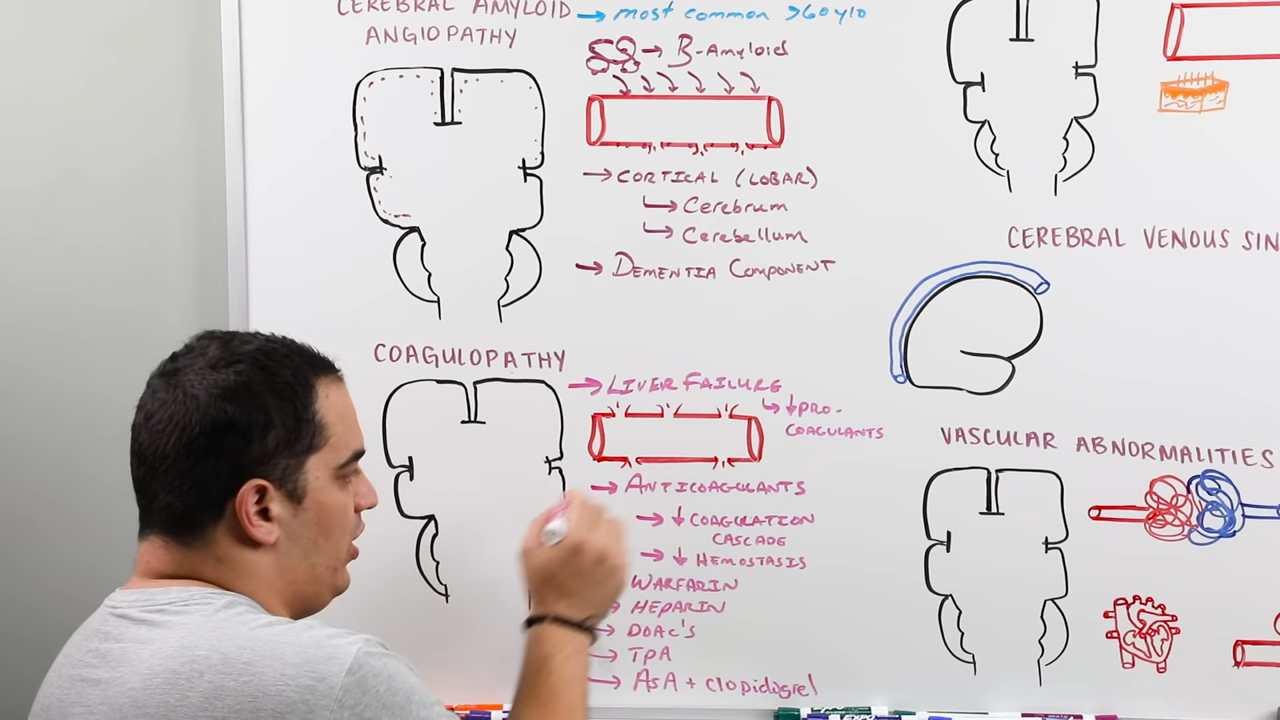 CEREBRAL AMYLOID
ANGIOPATHY
→ most common >60 y/o
→ B-Amyloids
→ CORTICAL (LOBAR)
↳ Cerebrum
↳ Cerebellum
→ DEMENTIA COMPONENT
COAGULOPATHY
→ LIVER FAILURE
↳ ↓ PRO-
COAGULANTS
→ ANTICOAGULANTS
→ ↓ COAGULATION
CASCADE
→ ↓ HEMOSTASIS
WARFARIN
→ HEPARIN
→ DOAC's
→ TPA
→ ASA + clopidogrel
CEREBRAL VENOUS SIN
VASCULAR ABNORMALITIES
EXPO